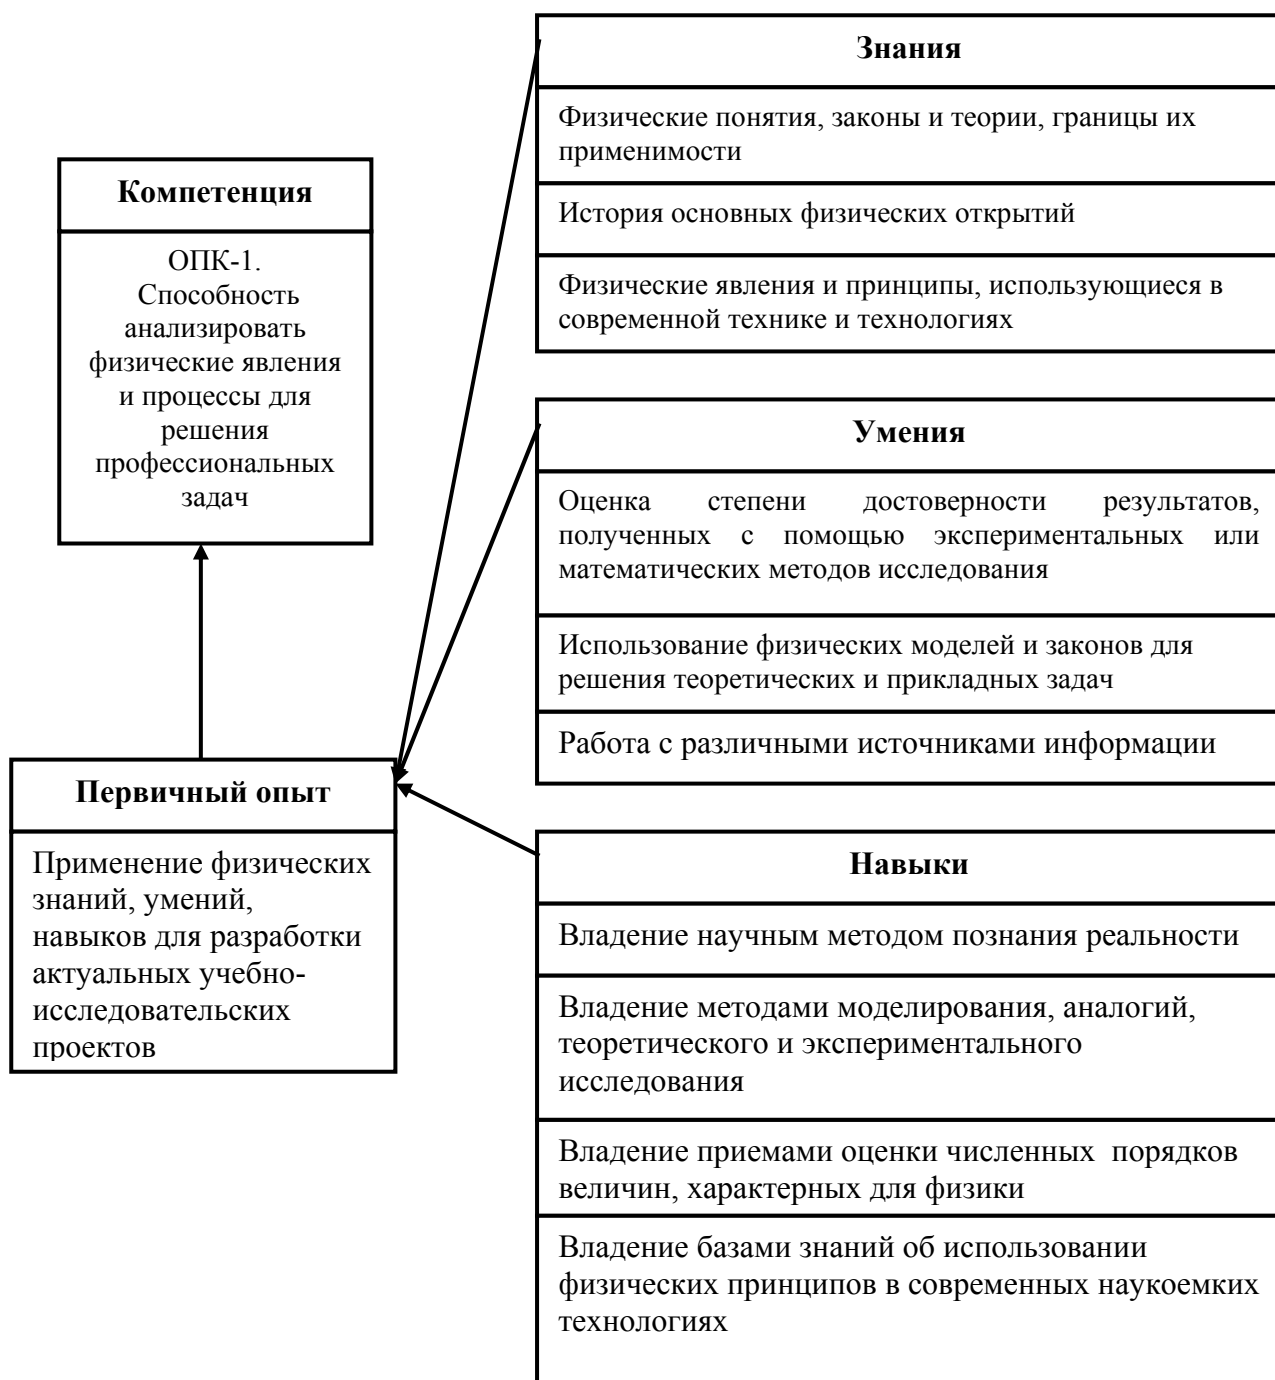 Знания
Физические понятия, законы и теории, границы их
применимости
История основных физических открытий
Физические явления и принципы, использующиеся в
современной технике и технологиях
Компетенция
ОПК-1.
Способность
анализировать
физические явления
и процессы для
решения
профессиональных
задач
Умения
Оценка степени достоверности результатов,
полученных с помощью экспериментальных или
математических методов исследования
Использование физических моделей и законов для
решения теоретических и прикладных задач
Работа с различными источниками информации
Первичный опыт
Применение физических
знаний, умений,
навыков для разработки
актуальных учебно-
исследовательских
проектов
Навыки
Владение научным методом познания реальности
Владение методами моделирования, аналогий,
теоретического и экспериментального
исследования
Владение приемами оценки численных порядков
величин, характерных для физики
Владение базами знаний об использовании
физических принципов в современных наукоемких
технологиях